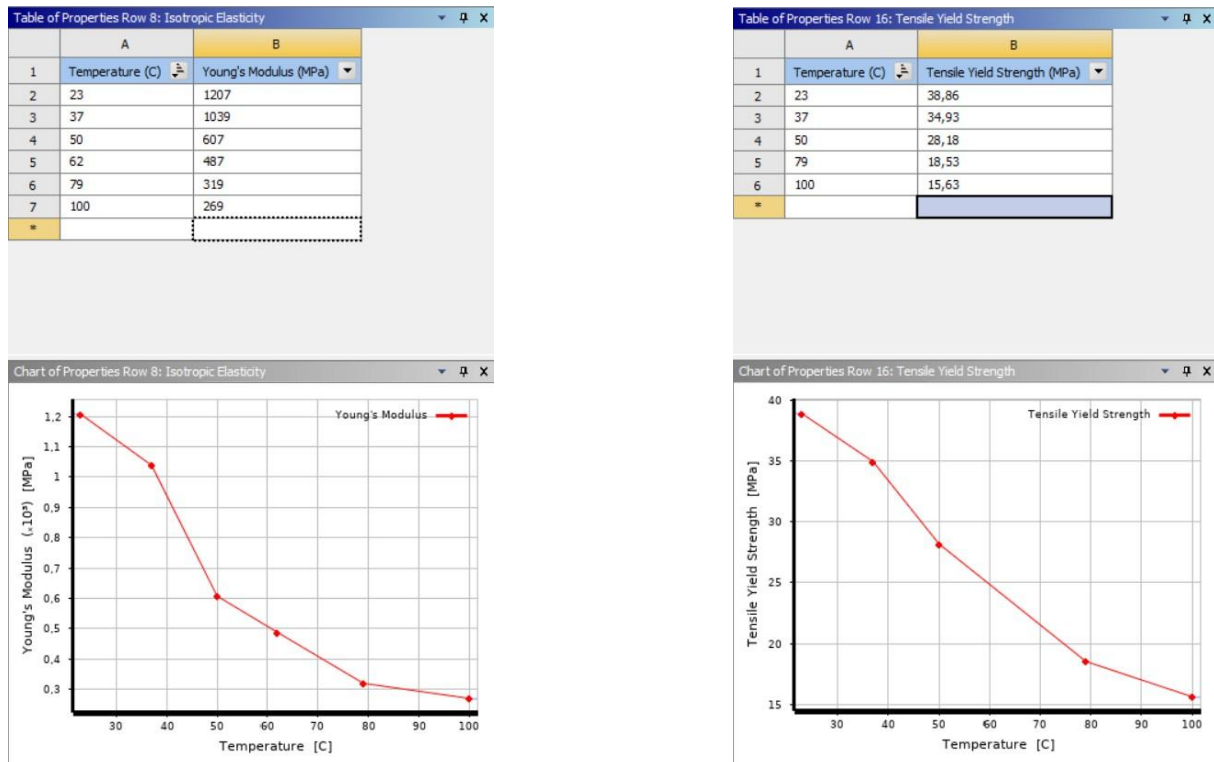 Table of Properties Row 8: Isotropic Elasticity
A B
1 Temperature (C) Young's Modulus (MPa)
2 23 1207
3 37 1039
4 50 607
5 62 487
6 79 319
7 100 269
*
Chart of Properties Row 8: Isotropic Elasticity
Young's Modulus
1,2
1,1
1
0,9
0,8
0,7
0,6
0,5
0,4
0,3
Young's Modulus (.10³) [MPa]
30 40 50 60 70 80 90 100
Temperature [C]
Table of Properties Row 16: Tensile Yield Strength
A B
1 Temperature (C) Tensile Yield Strength (MPa)
2 23 38,86
3 37 34,93
4 50 28,18
5 79 18,53
6 100 15,63
*
Chart of Properties Row 16: Tensile Yield Strength
Tensile Yield Strength
40
35
30
25
20
15
Tensile Yield Strength [MPa]
30 40 50 60 70 80 90 100
Temperature [C]